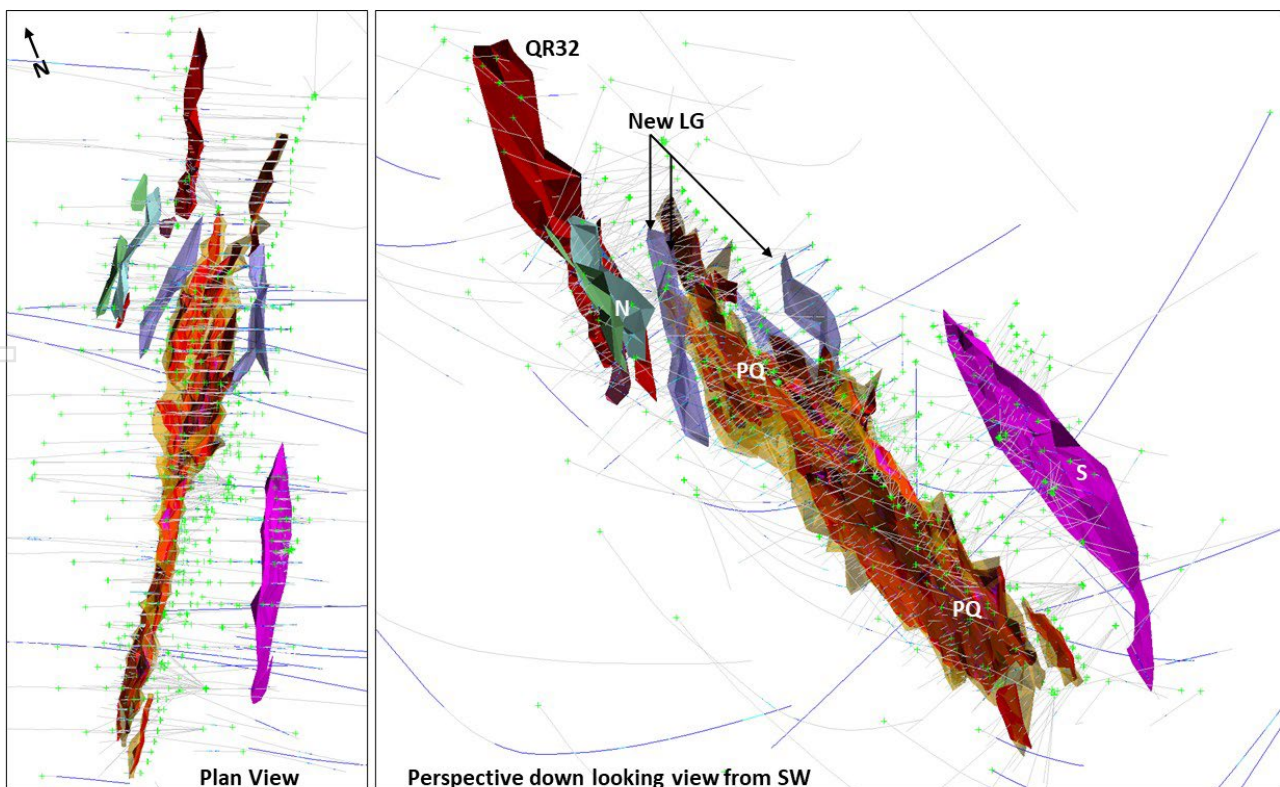 N
Plan View
QR32
New LG
N
PQ
S
PQ
Perspective down looking view from SW